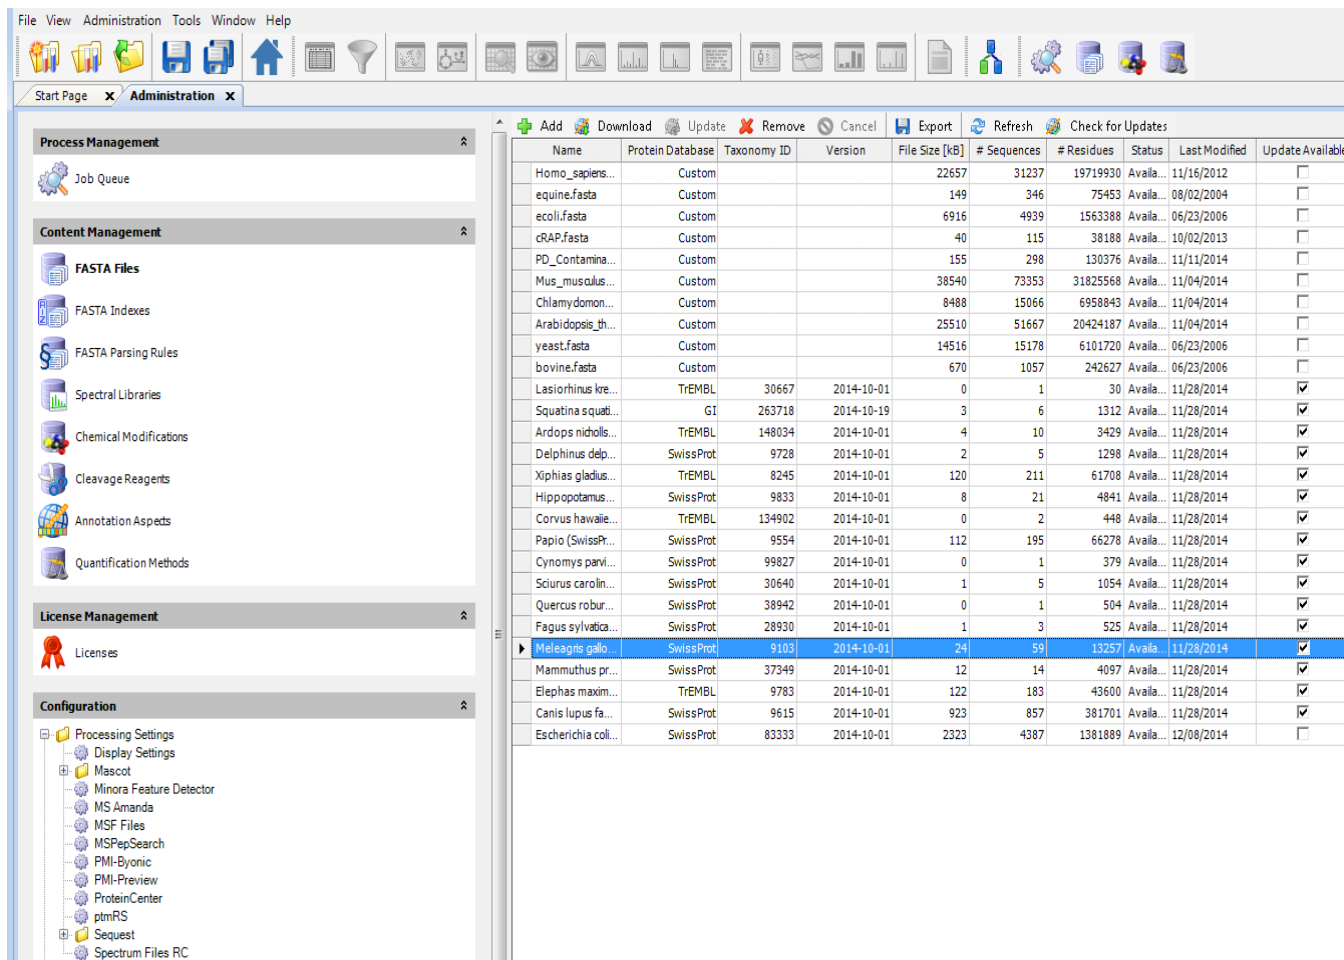 File View Administration Tools Window Help
Start Page x Administration x
Process Management
Job Queue
Content Management
FASTA Files
FASTA Indexes
FASTA Parsing Rules
Spectral Libraries
Chemical Modifications
Cleavage Reagents
Annotation Aspects
Quantification Methods
License Management
Licenses
Configuration
Processing Settings
Display Settings
Mascot
Minora Feature Detector
MS Amanda
MSF Files
MSPepSearch
PMI-Byonic
PMI-Preview
ProteinCenter
ptmRS
Sequest
Spectrum Files RC
Add Download Update Remove Cancel Export Refresh Check for Updates
Name Protein Database Taxonomy ID Version File Size [kB] # Sequences # Residues Status Last Modified Update Available
Homo_sapiens... Custom 22657 31237 19719930 Availa... 11/16/2012
equine.fasta Custom 149 346 75453 Availa... 08/02/2004
ecoli.fasta Custom 6916 4939 1563388 Availa... 06/23/2006
cRAP.fasta Custom 40 115 38188 Availa... 10/02/2013
PD_Contamina... Custom 155 298 130376 Availa... 11/11/2014
Mus_musculus... Custom 38540 73353 31825568 Availa... 11/04/2014
Chlamydomon... Custom 8488 15066 6958843 Availa... 11/04/2014
Arabidopsis_th... Custom 25510 51667 20424187 Availa... 11/04/2014
yeast.fasta Custom 14516 15178 6101720 Availa... 06/23/2006
bovine.fasta Custom 670 1057 242627 Availa... 06/23/2006
Lasiorhinus kre... TrEMBL 30667 2014-10-01 0 1 30 Availa... 11/28/2014
Squatina squati... GI 263718 2014-10-19 3 6 1312 Availa... 11/28/2014
Ardops nicholls... TrEMBL 148034 2014-10-01 4 10 3429 Availa... 11/28/2014
Delphinus delp... SwissProt 9728 2014-10-01 2 5 1298 Availa... 11/28/2014
Xiphias gladius... TrEMBL 8245 2014-10-01 120 211 61708 Availa... 11/28/2014
Hippopotamus... SwissProt 9833 2014-10-01 8 21 4841 Availa... 11/28/2014
Corvus hawaiie... TrEMBL 134902 2014-10-01 0 2 448 Availa... 11/28/2014
Papio (SwissPr... SwissProt 9554 2014-10-01 112 195 66278 Availa... 11/28/2014
Cynomys parvi... SwissProt 99827 2014-10-01 0 1 379 Availa... 11/28/2014
Sciurus carolin... SwissProt 30640 2014-10-01 1 5 1054 Availa... 11/28/2014
Quercus robur... SwissProt 38942 2014-10-01 0 1 504 Availa... 11/28/2014
Fagus sylvatica... SwissProt 28930 2014-10-01 1 3 525 Availa... 11/28/2014
Meleagris gallo... SwissProt 9103 2014-10-01 24 59 13257 Availa... 11/28/2014
Mammuthus pr... SwissProt 37349 2014-10-01 12 14 4097 Availa... 11/28/2014
Elephas maxim... TrEMBL 9783 2014-10-01 122 183 43600 Availa... 11/28/2014
Canis lupus fa... SwissProt 9615 2014-10-01 923 857 381701 Availa... 11/28/2014
Escherichia coli... SwissProt 83333 2014-10-01 2323 4387 1381889 Availa... 12/08/2014